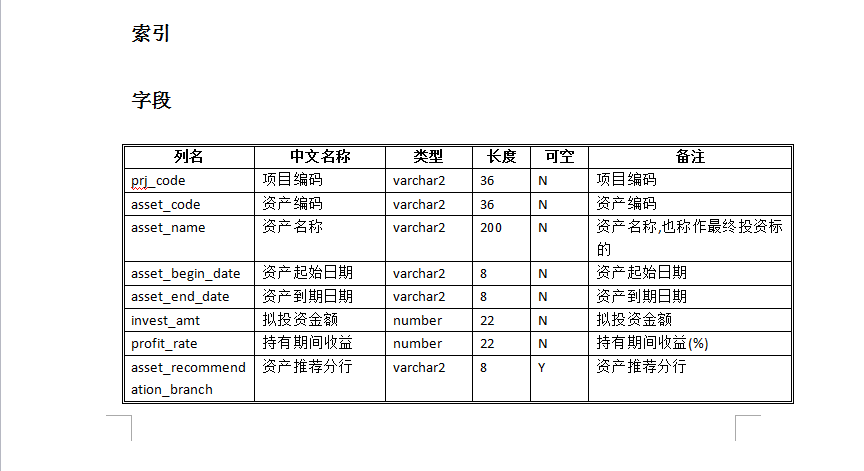 索引
字段
列名 中文名称 类型 长度 可空 备注
prj_code 项目编码 varchar2 36 N 项目编码
asset_code 资产编码 varchar2 36 N 资产编码
asset_name 资产名称 varchar2 200 N 资产名称,也称作最终投资标
的
asset_begin_date 资产起始日期 varchar2 8 N 资产起始日期
asset_end_date 资产到期日期 varchar2 8 N 资产到期日期
invest_amt 拟投资金额 number 22 N 拟投资金额
profit_rate 持有期间收益 number 22 N 持有期间收益(%)
asset_recommend 资产推荐分行 varchar2 8 Y 资产推荐分行
ation_branch